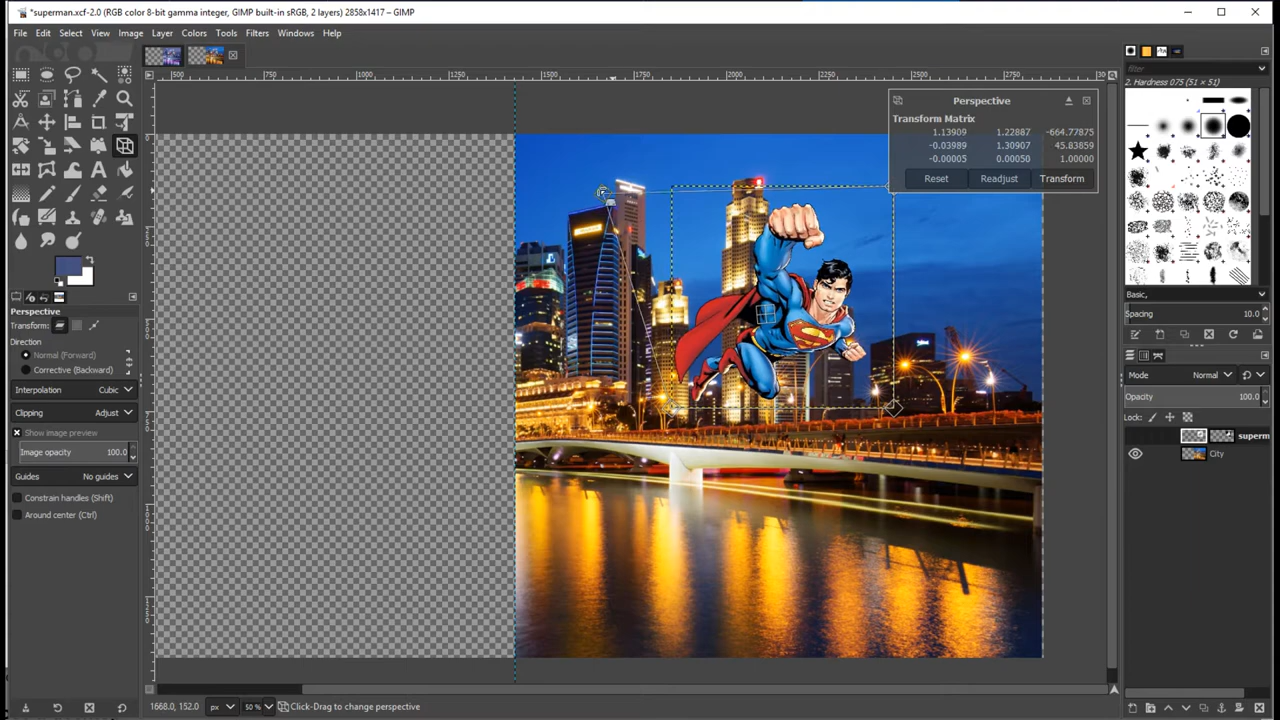 *superman.xcf-2.0 (RGB color 8-bit gamma integer, GIMP built-in sRGB, 2 layers) 2858x1417 – GIMP
File Edit Select View Image Layer Colors Tools Filters Windows Help
500 750 1000 1250 1500 1750 2000 2250 2500 2750
filter
2. Hardness 075 (51 × 51)
Perspective
Transform Matrix
1.13909 1.22887 -664.77875
-0.03989 1.30907 45.83859
-0.00005 0.00050 1.00000
Reset Readjust Transform
Basic,
Spacing 10.0
Perspective
Transform:
Direction
Normal (Forward)
Corrective (Backward)
Interpolation Cubic
Clipping Adjust
Show image preview
Image opacity 100.0
Guides No guides
Constrain handles (Shift)
Around center (Ctrl)
Mode Normal
Opacity 100.0
Lock:
superm
City
1668.0, 152.0 px 50 % Click-Drag to change perspective